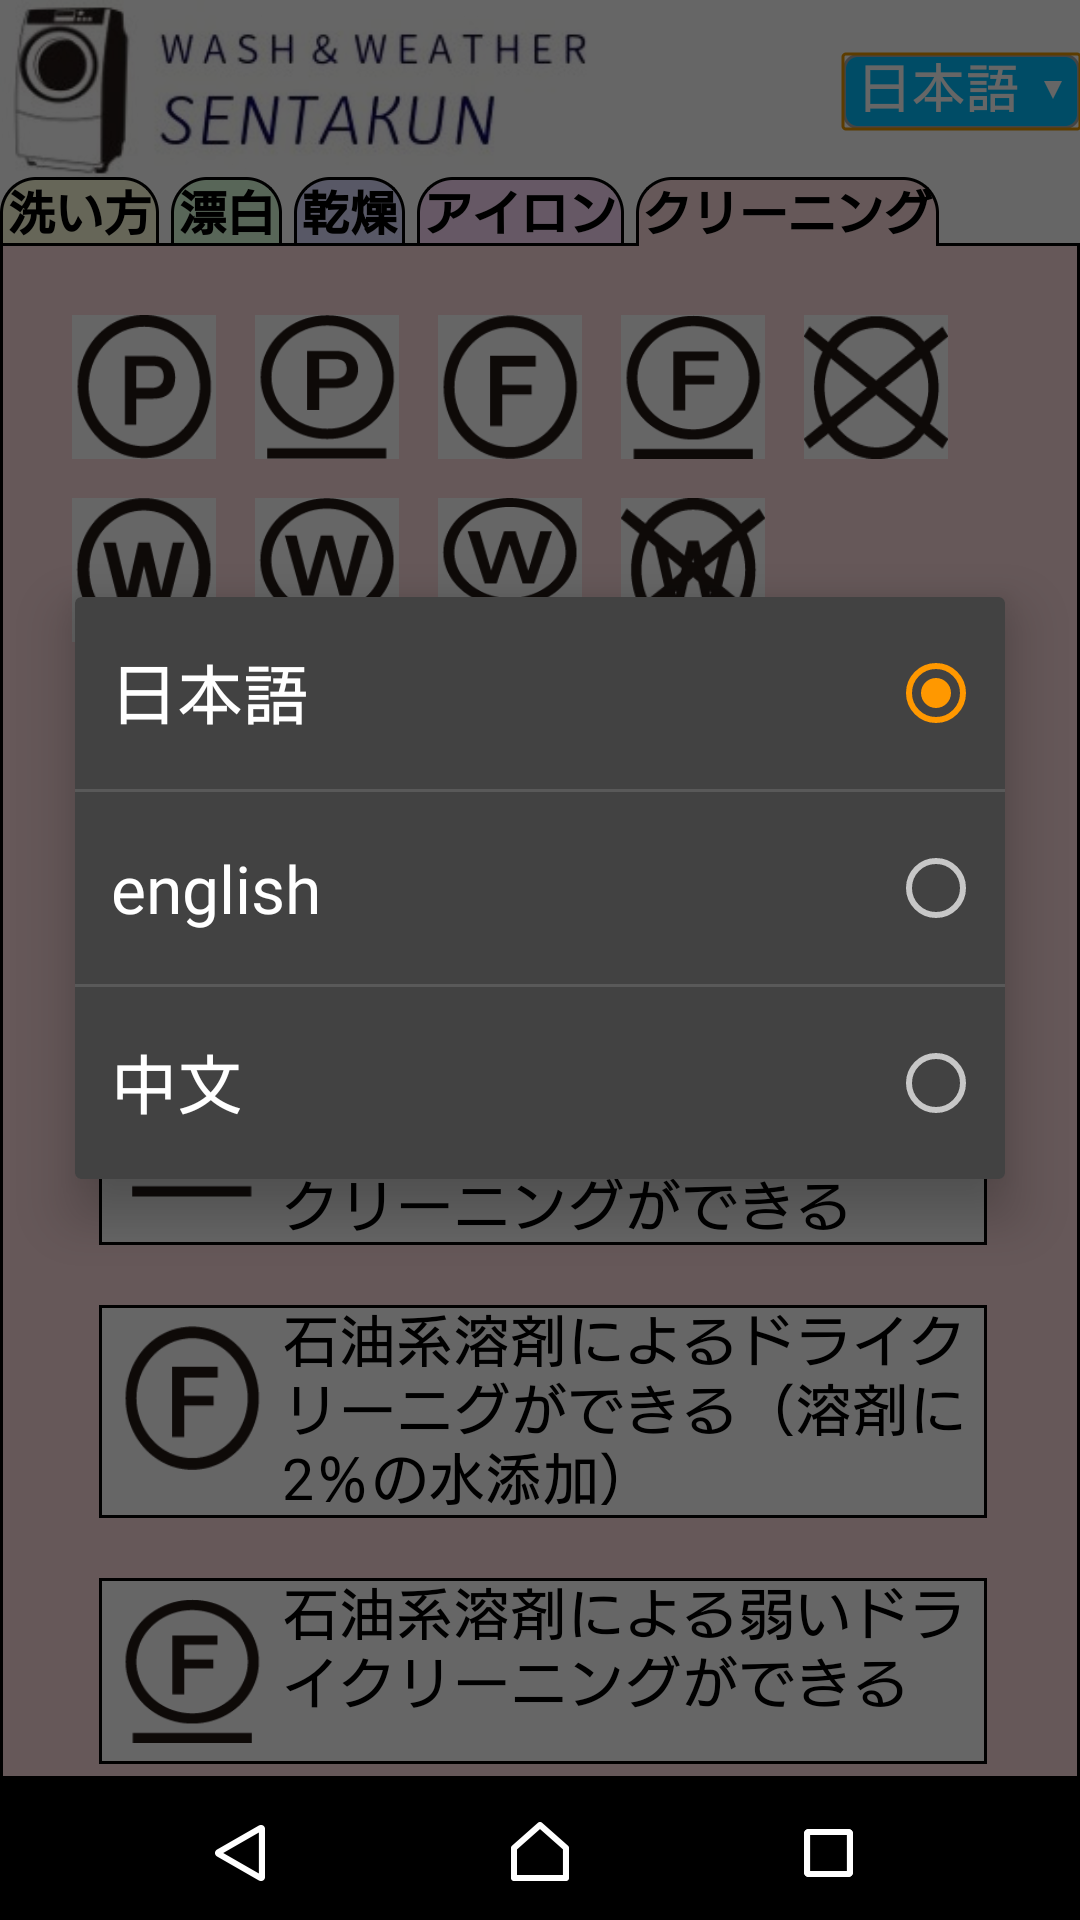 WASH & WEATHER
SENTAKUN
日本語 ▼
洗い方 漂白 乾燥 アイロン クリーニング
P P F F
W W W W
日本語
english
中文
クリーニングができる
F
石油系溶剤によるドライク
リーニグができる（溶剤に
2%の水添加）
F
石油系溶剤による弱いドラ
イクリーニングができる